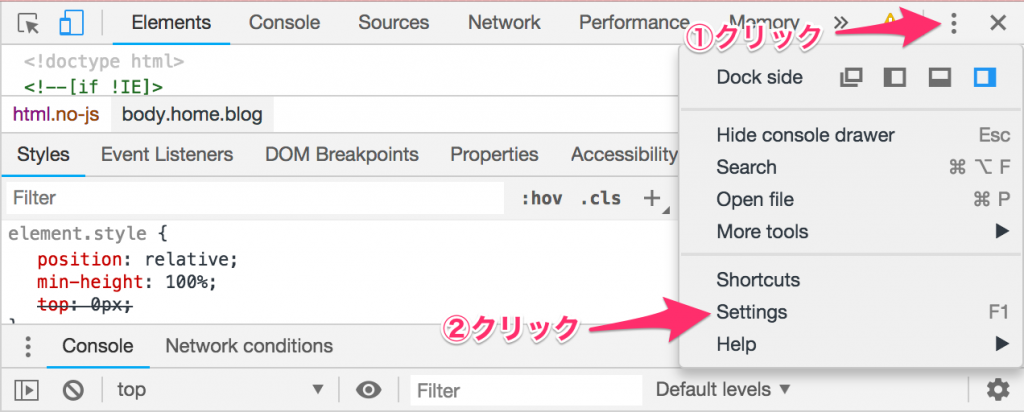 Elements Console Sources Network Performance Memory »
①クリック
<!doctype html>
<!--[if !IE]>
html.no-js body.home.blog
Styles Event Listeners DOM Breakpoints Properties Accessibility
Filter :hov .cls +
element.style {
position: relative;
min-height: 100%;
top: 0px;
}
Dock side
Hide console drawer Esc
Search ⌘ ⌥ F
Open file ⌘ P
More tools ▶
Shortcuts
Settings F1
Help ▶
②クリック
Console Network conditions
top ▼ Filter Default levels ▼